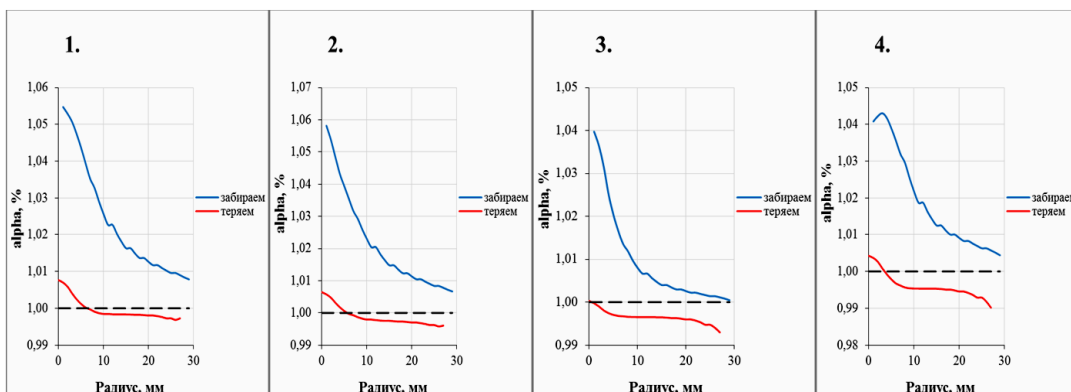 1.
1,06
1,05
1,04
1,03
1,02
1,01
1,00
0,99
alpha, %
0 10 20 30
Радиус, мм
забираем
теряем
2.
1,07
1,06
1,05
1,04
1,03
1,02
1,01
1,00
0,99
alpha, %
0 10 20 30
Радиус, мм
забираем
теряем
3.
1,05
1,04
1,03
1,02
1,01
1,00
0,99
alpha, %
0 10 20 30
Радиус, мм
забираем
теряем
4.
1,05
1,04
1,03
1,02
1,01
1,00
0,99
0,98
alpha, %
0 10 20 30
Радиус, мм
забираем
теряем